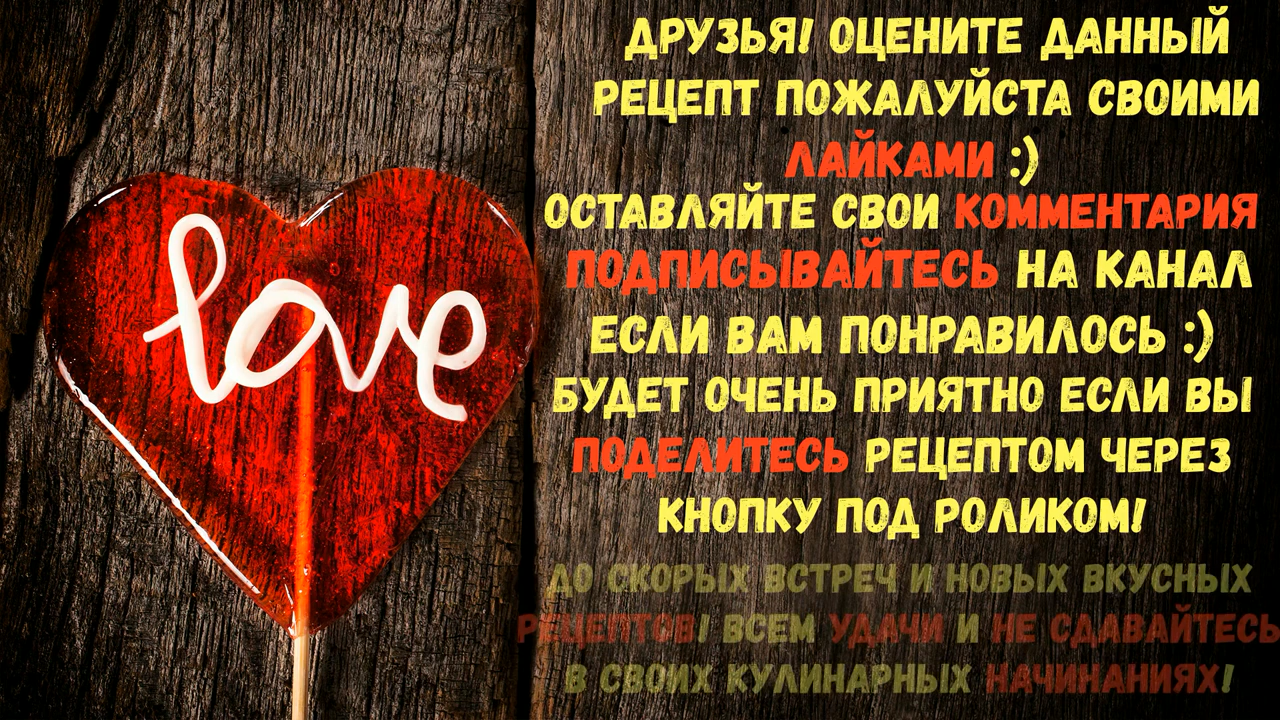 love
ДРУЗЬЯ! ОЦЕНИТЕ ДАННЫЙ
РЕЦЕПТ ПОЖАЛУЙСТА СВОИМИ
ЛАЙКАМИ :)
ОСТАВЛЯЙТЕ СВОИ КОММЕНТАРИЯ
ПОДПИСЫВАЙТЕСЬ НА КАНАЛ
ЕСЛИ ВАМ ПОНРАВИЛОСЬ :)
БУДЕТ ОЧЕНЬ ПРИЯТНО ЕСЛИ ВЫ
ПОДЕЛИТЕСЬ РЕЦЕПТОМ ЧЕРЕЗ
КНОПКУ ПОД РОЛИКОМ!
ДО СКОРЫХ ВСТРЕЧ И НОВЫХ ВКУСНЫХ
РЕЦЕПТОВ! ВСЕМ УДАЧИ И НЕ СДАВАЙТЕСЬ
В СВОИХ КУЛИНАРНЫХ НАЧИНАНИЯХ!